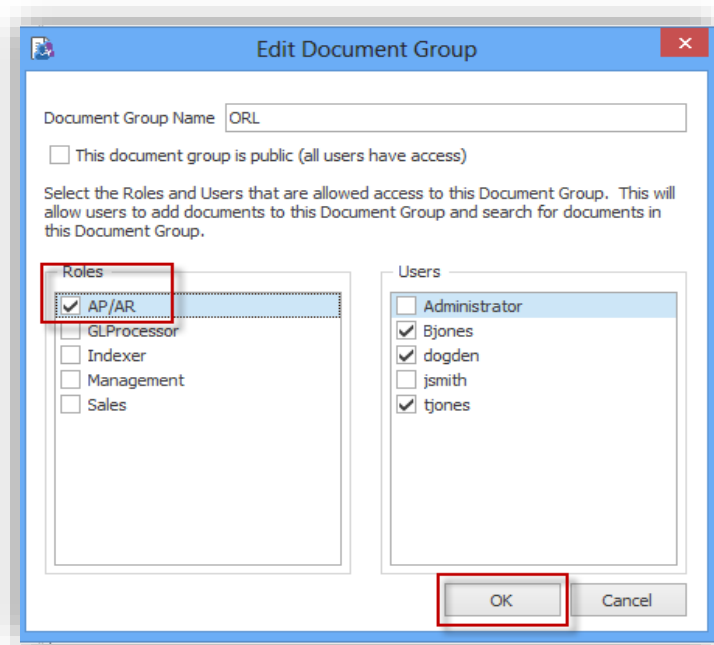 Edit Document Group
Document Group Name ORL
This document group is public (all users have access)
Select the Roles and Users that are allowed access to this Document Group. This will
allow users to add documents to this Document Group and search for documents in
this Document Group.
Roles
AP/AR
GLProcessor
Indexer
Management
Sales
Users
Administrator
Bjones
dogden
jsmith
tjones
OK
Cancel